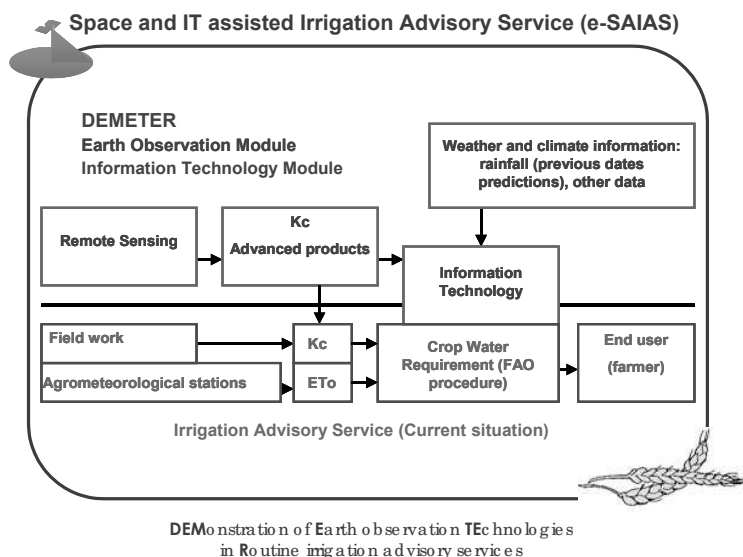 Space and IT assisted Irrigation Advisory Service (e-SAIAS)
DEMETER
Earth Observation Module
Information Technology Module
Weather and climate information:
rainfall (previous dates
predictions), other data
Remote Sensing
Kc
Advanced products
Information
Technology
Field work
Kc
Crop Water
Requirement (FAO
procedure)
End user
(farmer)
Agrometeorological stations
ETo
Irrigation Advisory Service (Current situation)
DEMonstration of Earth observation TEchnologies
in Routine irrigation advisory services